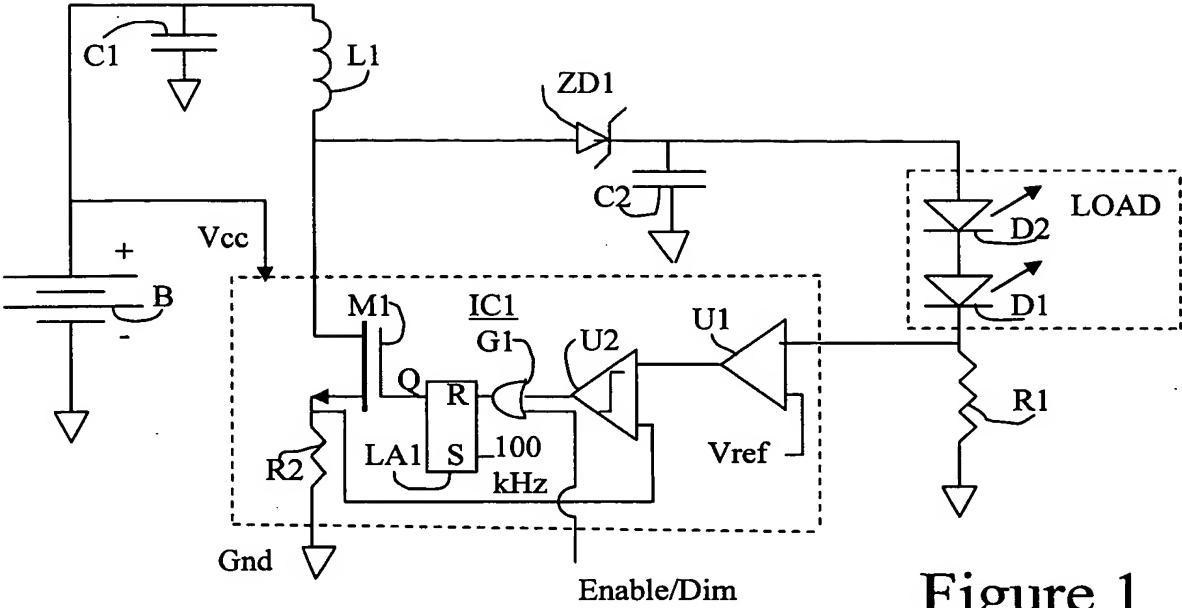 C1
L1
ZD1
C2
LOAD
D2
Vcc
+
B
-
D1
M1
IC1
G1
U2
U1
Q
R
R1
R2
LA1
S
100
kHz
Vref
Gnd
Enable/Dim
Figure 1